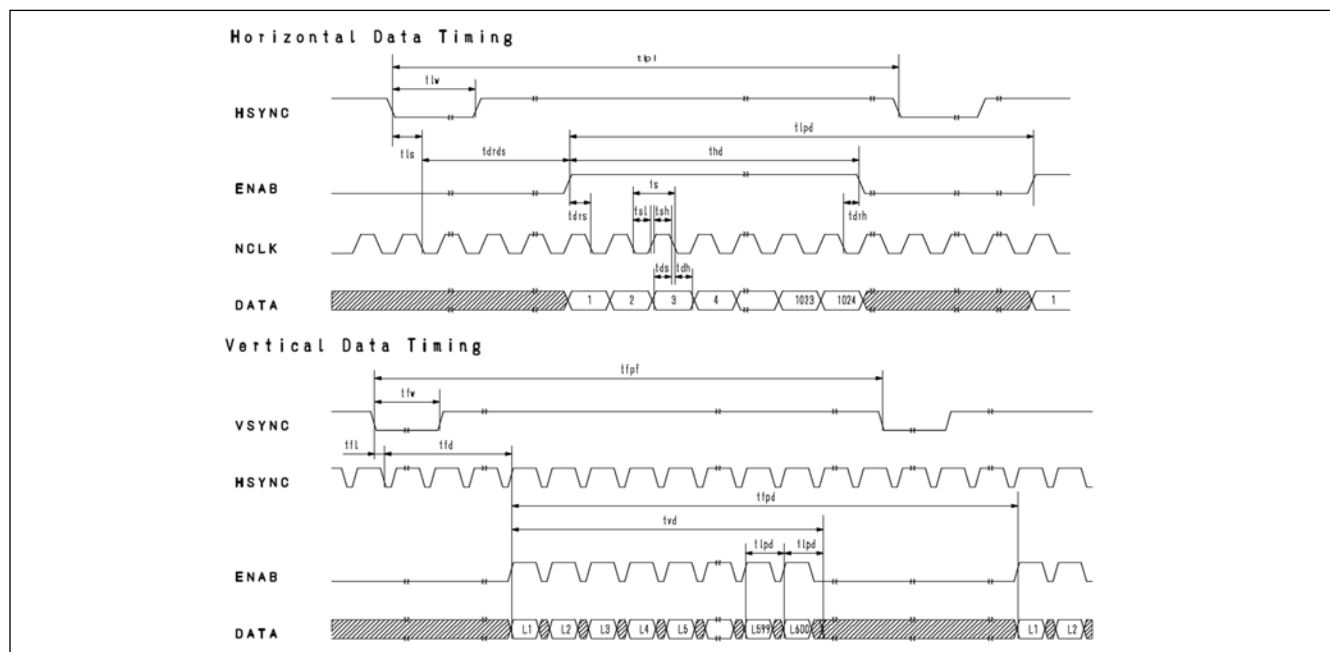 Horizontal Data Timing
tlpl
tlw
HSYNC
tlpd
tls
tdrds
thd
ENAB
ts
tdrs
tsl
tsh
tdrh
NCLK
tds
tdh
DATA
1
2
3
4
1023
1024
1
Vertical Data Timing
tfpf
tfw
VSYNC
tfl
tfd
HSYNC
tfpd
tvd
tlpd
tlpd
ENAB
DATA
L1
L2
L3
L4
L5
L599
L600
L1
L2